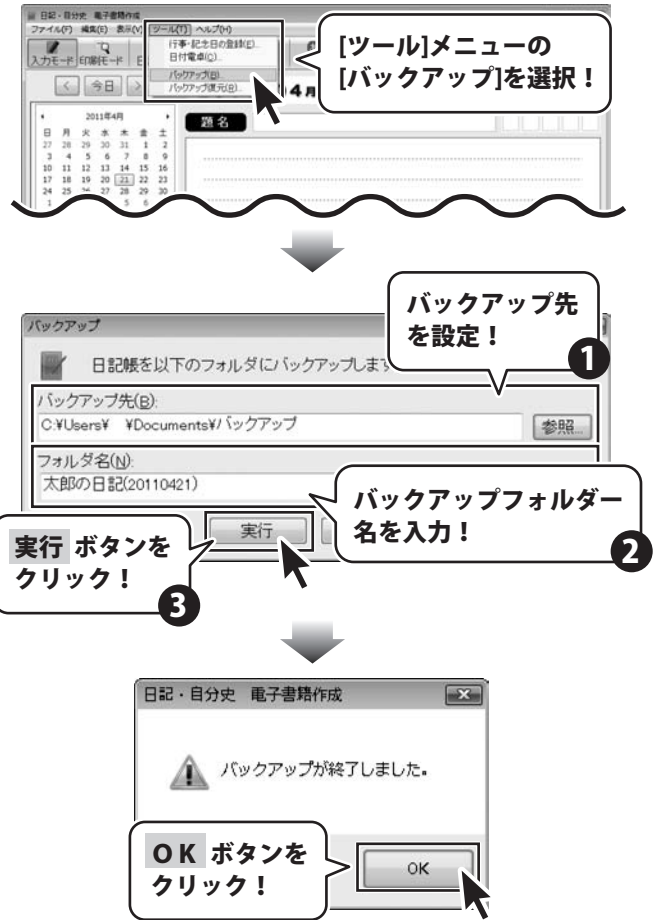 日記・自分史 電子書籍作成
ファイル(F) 編集(E) 表示(V) ツール(T) ヘルプ(H)
行事・記念日の登録(E)...
日付電卓(C)...
バックアップ(B)...
バックアップ復元(R)...
[ツール]メニューの
[バックアップ]を選択！
入力モード 印刷モード
< 今日 >
4月
2011年4月
題名
日 月 火 水 木 金 土
27 28 29 30 31 1 2
3 4 5 6 7 8 9
10 11 12 13 14 15 16
17 18 19 20 21 22 23
24 25 26 27 28 29 30
1 5 6
バックアップ先
を設定！
❶
バックアップ
日記帳を以下のフォルダにバックアップします
バックアップ先(B):
C:¥Users¥ ¥Documents¥バックアップ
参照...
フォルダ名(N):
太郎の日記(20110421)
バックアップフォルダー
名を入力！
❷
実行
実行 ボタンを
クリック！
❸
日記・自分史 電子書籍作成
バックアップが終了しました。
OK ボタンを
クリック！
OK